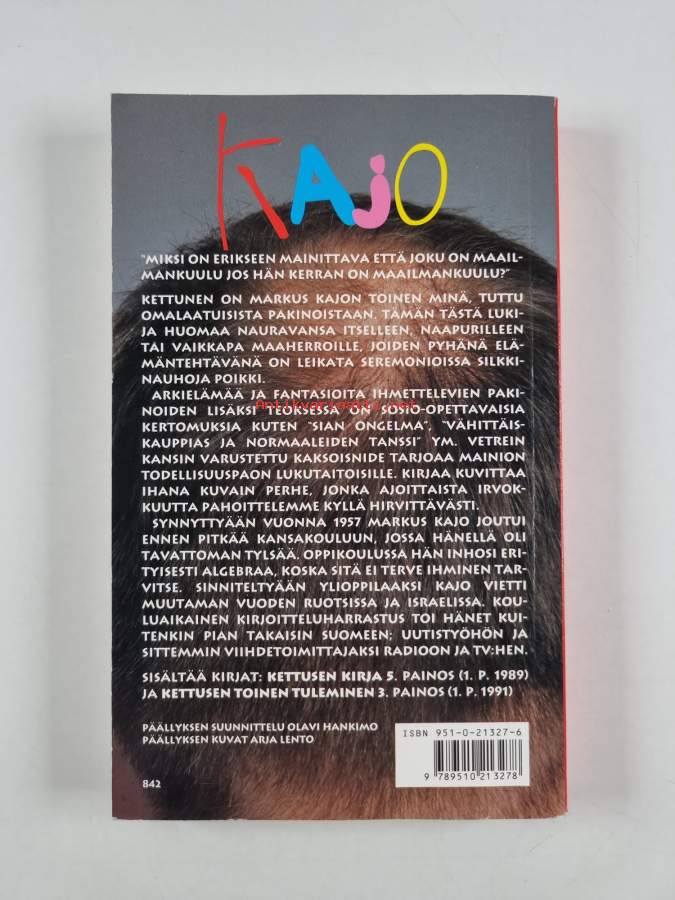 KAjO
"MIKSI ON ERIKSEEN MAINITTAVA ETTÄ JOKU ON MAAIL-
MANKUULU JOS HÄN KERRAN ON MAAILMANKUULU?"
KETTUNEN ON MARKUS KAJON TOINEN MINÄ, TUTTU
OMALAATUISISTA PAKINOISTAAN. TÄMÄN TÄSTÄ LUKI-
JA HUOMAA NAURAVANSA ITSELLEEN, NAAPURILLEEN
TAI VAIKKAPA MAAHERROILLE, JOIDEN PYHÄNÄ ELÄ-
MÄNTEHTÄVÄNÄ ON LEIKATA SEREMONIOISSA SILKKI-
NAUHOJA POIKKI.
ARKIELÄMÄÄ JA FANTASIOITA IHMETTELEVIEN PAKI-
NOIDEN LISÄKSI TEOKSESSA ON SOSIO-OPETTAVAISIA
Antikvariaatti.net
KERTOMUKSIA KUTEN "SIAN ONGELMA", VÄHITTÄIS-
KAUPPIAS JA NORMAALEIDEN TANSSI" YM. VETREIN
KANSIN VARUSTETTU KAKSOISNIDE TARJOAA MAINION
TODELLISUUSPAON LUKUTAITOISILLE. KIRJAA KUVITTAA
IHANA KUVAIN PERHE, JONKA AJOITTAISTA IRVOK-
KUUTTA PAHOITTELEMME KYLLÄ HIRVITTÄVÄSTI.
SYNNYTTYÄÄN VUONNA 1957 MARKUS KAJO JOUTUI
ENNEN PITKÄÄ KANSAKOULUUN, JOSSA HÄNELLÄ OLI
TAVATTOMAN TYLSÄÄ. OPPIKOULUSSA HÄN INHOSI ERI-
TYISESTI ALGEBRAA, KOSKA SITÄ EI TERVE IHMINEN TAR-
VITSE. SINNITELTYÄÄN YLIOPPILAAKSI KAJO VIETTI
MUUTAMAN VUODEN RUOTSISSA JA ISRAELISSA. KOU-
LUAIKAINEN KIRJOITTELUHARRASTUS TOI HÄNET KUI-
TENKIN PIAN TAKAISIN SUOMEEN: UUTISTYÖHÖN JA
SITTEMMIN VIIHDETOIMITTAJAKSI RADIOON JA TV:HEN.
SISÄLTÄÄ KIRJAT: KETTUSEN KIRJA 5. PAINOS (1. P. 1989)
JA KETTUSEN TOINEN TULEMINEN 3. PAINOS (1. P. 1991)
PÄÄLLYKSEN SUUNNITTELU OLAVI HANKIMO
PÄÄLLYKSEN KUVAT ARJA LENTO
ISBN 951-0-21327-6
9 789510 213278
842